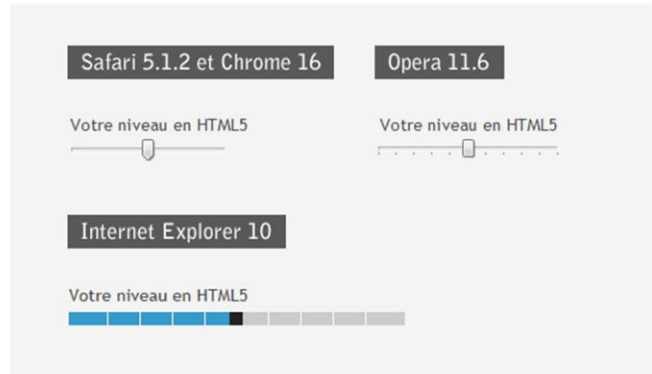 Safari 5.1.2 et Chrome 16
Opera 11.6
Votre niveau en HTML5
Votre niveau en HTML5
Internet Explorer 10
Votre niveau en HTML5